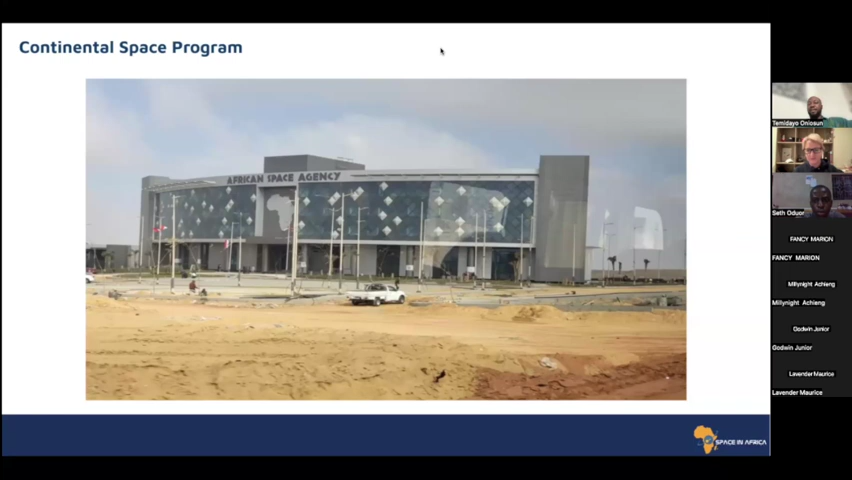 Continental Space Program
AFRICAN SPACE AGENCY
SPACE IN AFRICA
Temidayo Oniosun
Seth Oduor
FANCY MARION
FANCY MARION
Millynight Achieng
Millynight Achieng
Godwin Junior
Godwin Junior
Lavender Maurice
Lavender Maurice